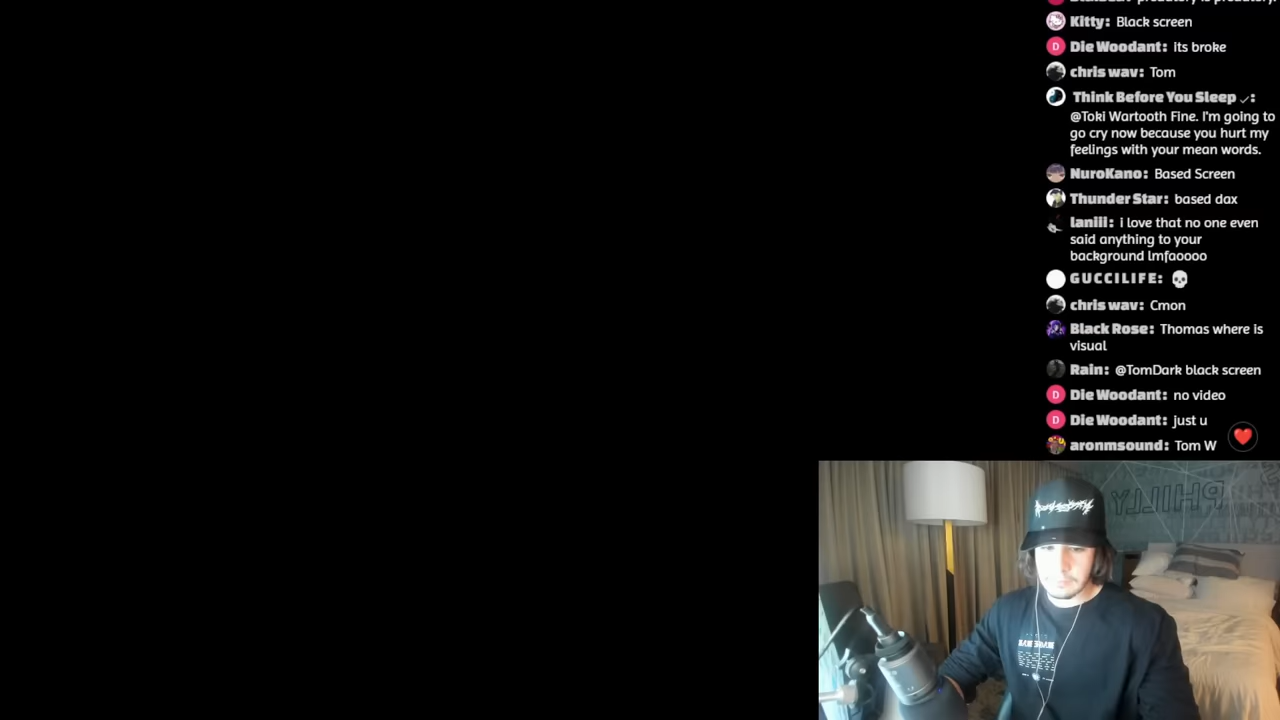 Kitty: Black screen
D Die Woodant: its broke
chris wav: Tom
Think Before You Sleep ✓:
@Toki Wartooth Fine. I'm going to
go cry now because you hurt my
feelings with your mean words.
NuroKano: Based Screen
Thunder Star: based dax
laniii: i love that no one even
said anything to your
background lmfaoooo
GUCCILIFE: 💀
chris wav: Cmon
Black Rose: Thomas where is
visual
Rain: @TomDark black screen
D Die Woodant: no video
D Die Woodant: just u
aronmsound: Tom W
PHILLY